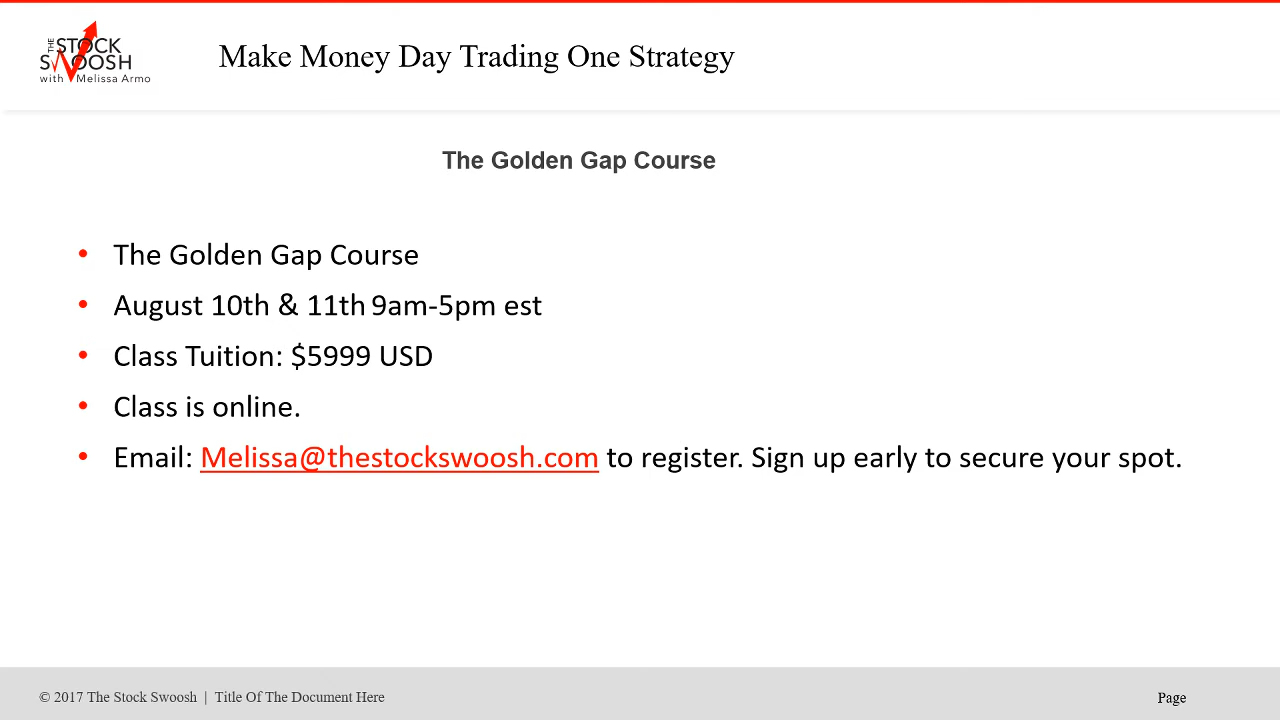 THE STOCK
SWOOSH
with Melissa Armo
Make Money Day Trading One Strategy
The Golden Gap Course
• The Golden Gap Course
• August 10th & 11th 9am-5pm est
• Class Tuition: $5999 USD
• Class is online.
• Email: Melissa@thestockswoosh.com to register. Sign up early to secure your spot.
© 2017 The Stock Swoosh | Title Of The Document Here
Page